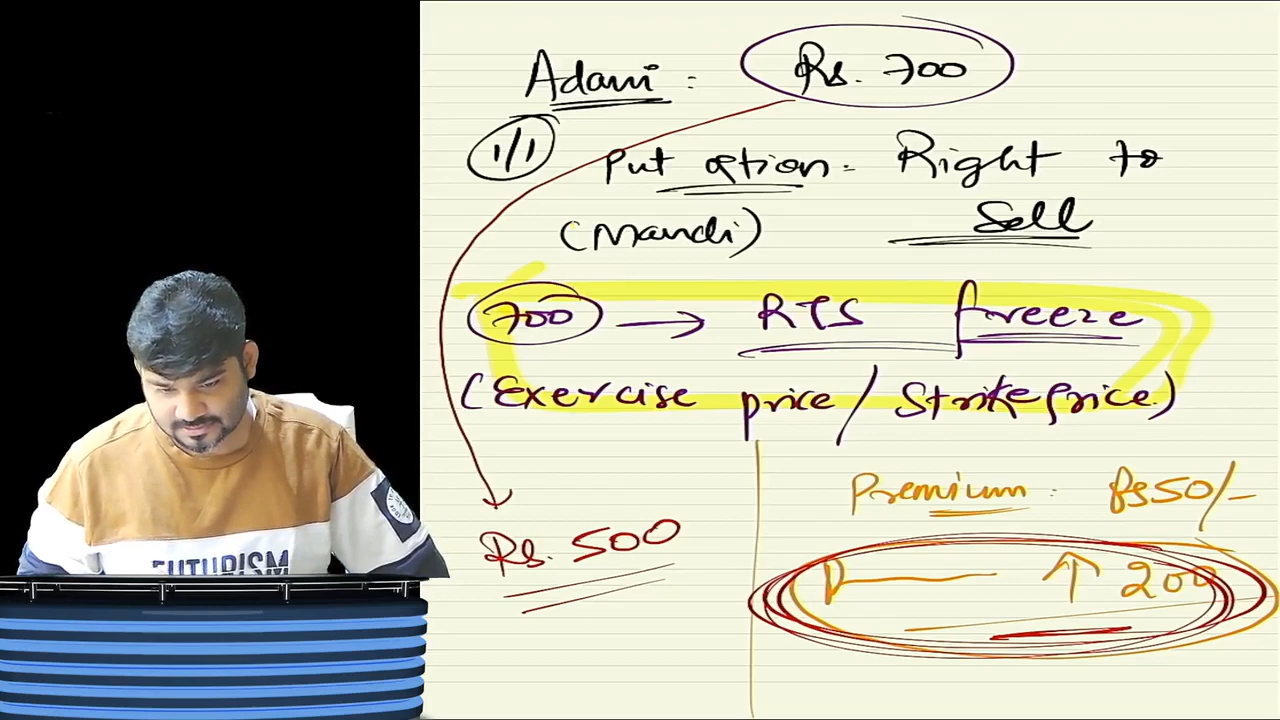 Adani : Rs. 700
1/1 Put option = Right to
(Mandi) Sell
700 → RTS freeze
(Exercise price / Strike price)
Premium : Rs 50/-
Rs. 500
P ↑ 200
FUTURISM